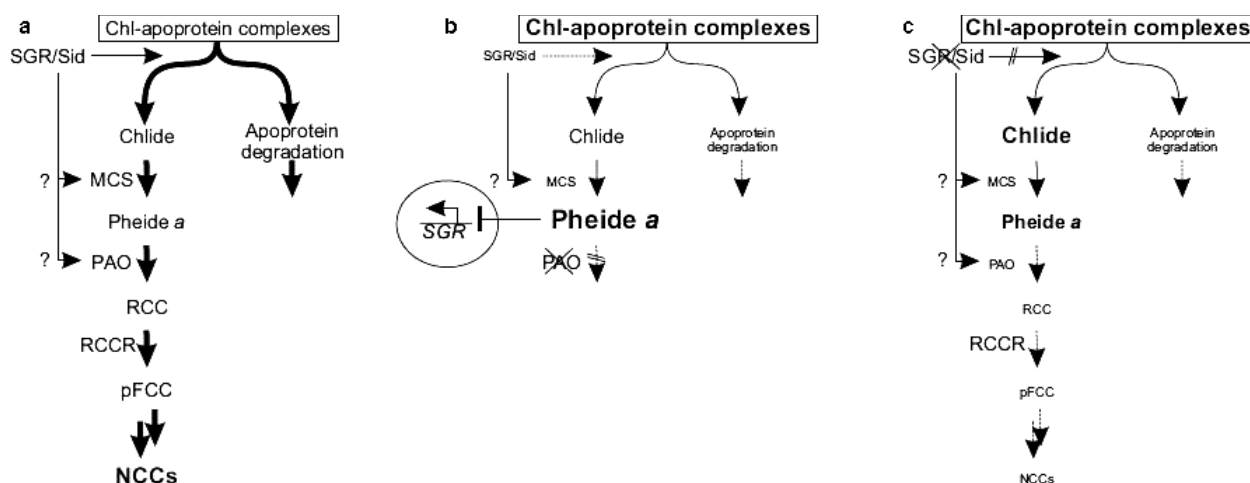 a
Chl-apoprotein complexes
SGR/Sid
Chlide
Apoprotein
degradation
?
MCS
Pheide a
?
PAO
RCC
RCCR
pFCC
NCCs
b
Chl-apoprotein complexes
SGR/Sid
Chlide
Apoprotein
degradation
?
MCS
SGR
Pheide a
PAO
c
Chl-apoprotein complexes
SGR/Sid
Chlide
Apoprotein
degradation
?
MCS
Pheide a
?
PAO
RCC
RCCR
pFCC
NCCs